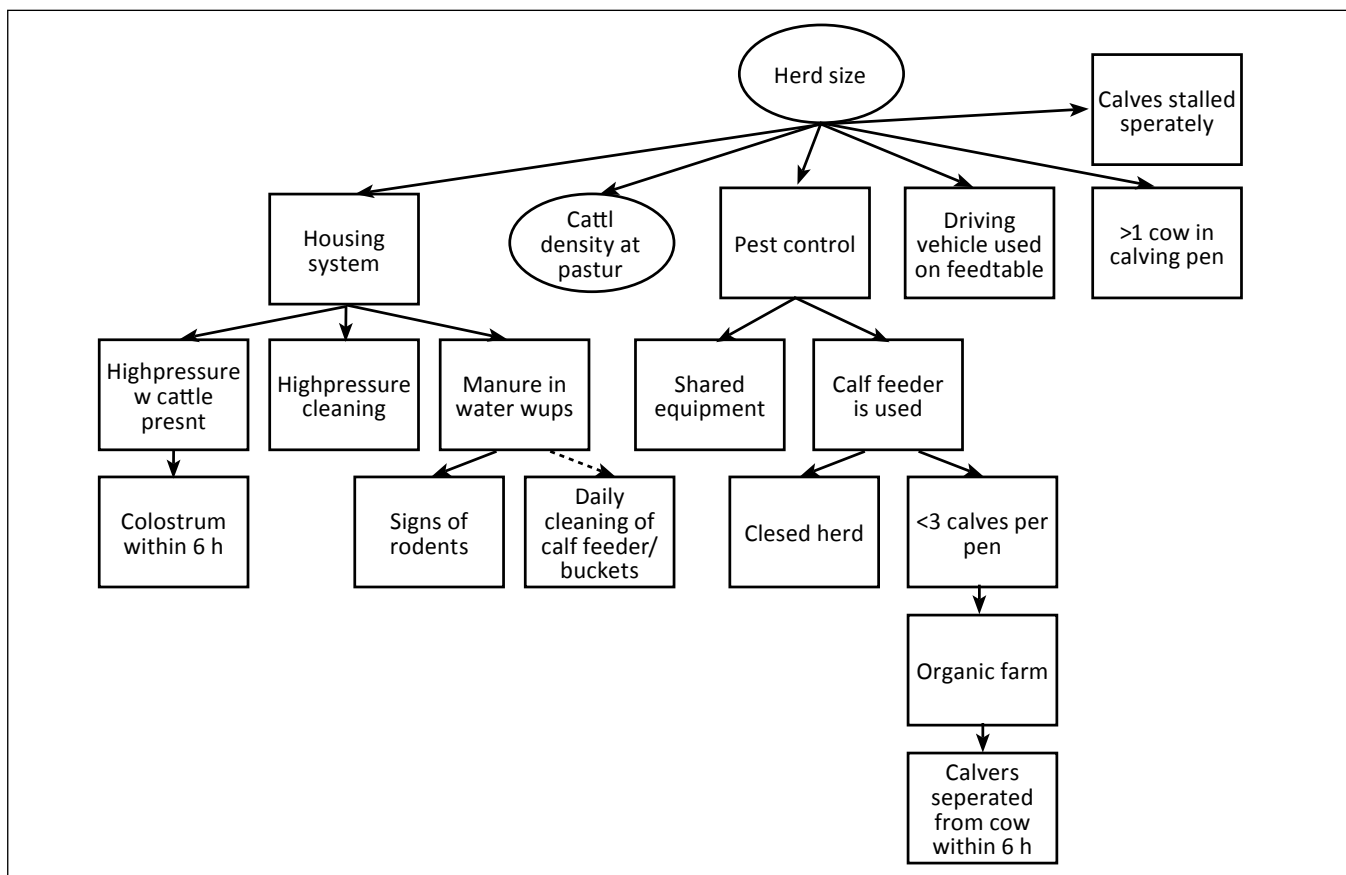 Herd size
Calves stalled
sperately
Housing
system
Cattl
density at
pastur
Pest control
Driving
vehicle used
on feedtable
>1 cow in
calving pen
Highpressure
w cattle
presnt
Highpressure
cleaning
Manure in
water wups
Shared
equipment
Calf feeder
is used
Colostrum
within 6 h
Signs of
rodents
Daily
cleaning of
calf feeder/
buckets
Clesed herd
<3 calves per
pen
Organic farm
Calvers
seperated
from cow
within 6 h